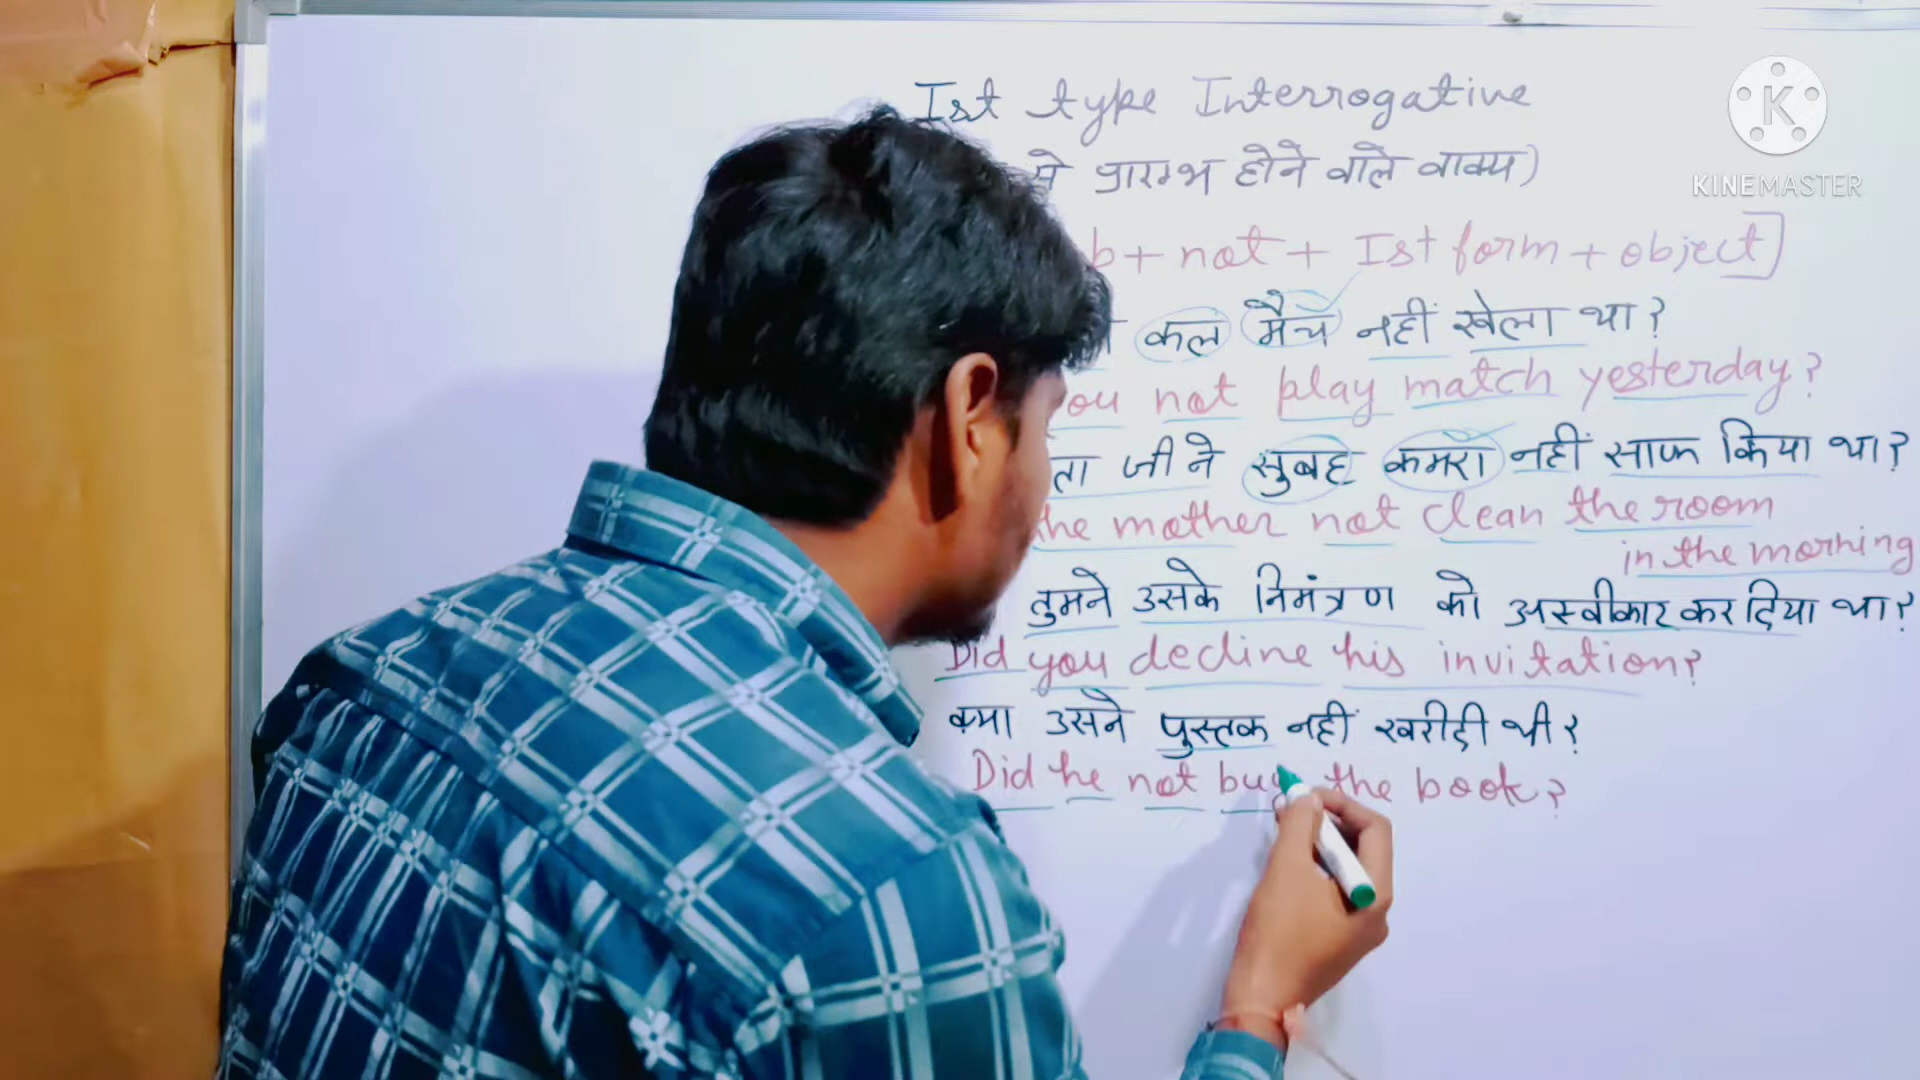 Ist type Interrogative
से प्रारम्भ होने वाले वाक्य)
b + not + Ist form + object]
कल मैच नहीं खेला था?
ou not play match yesterday?
ता जी ने सुबह कमरा नहीं साफ किया था?
the mother not clean the room
in the morning
तुमने उसके निमंत्रण को अस्वीकार कर दिया था?
Did you decline his invitation?
क्या उसने पुस्तक नहीं खरीदी थी?
Did he not buy the book?
K
KINEMASTER